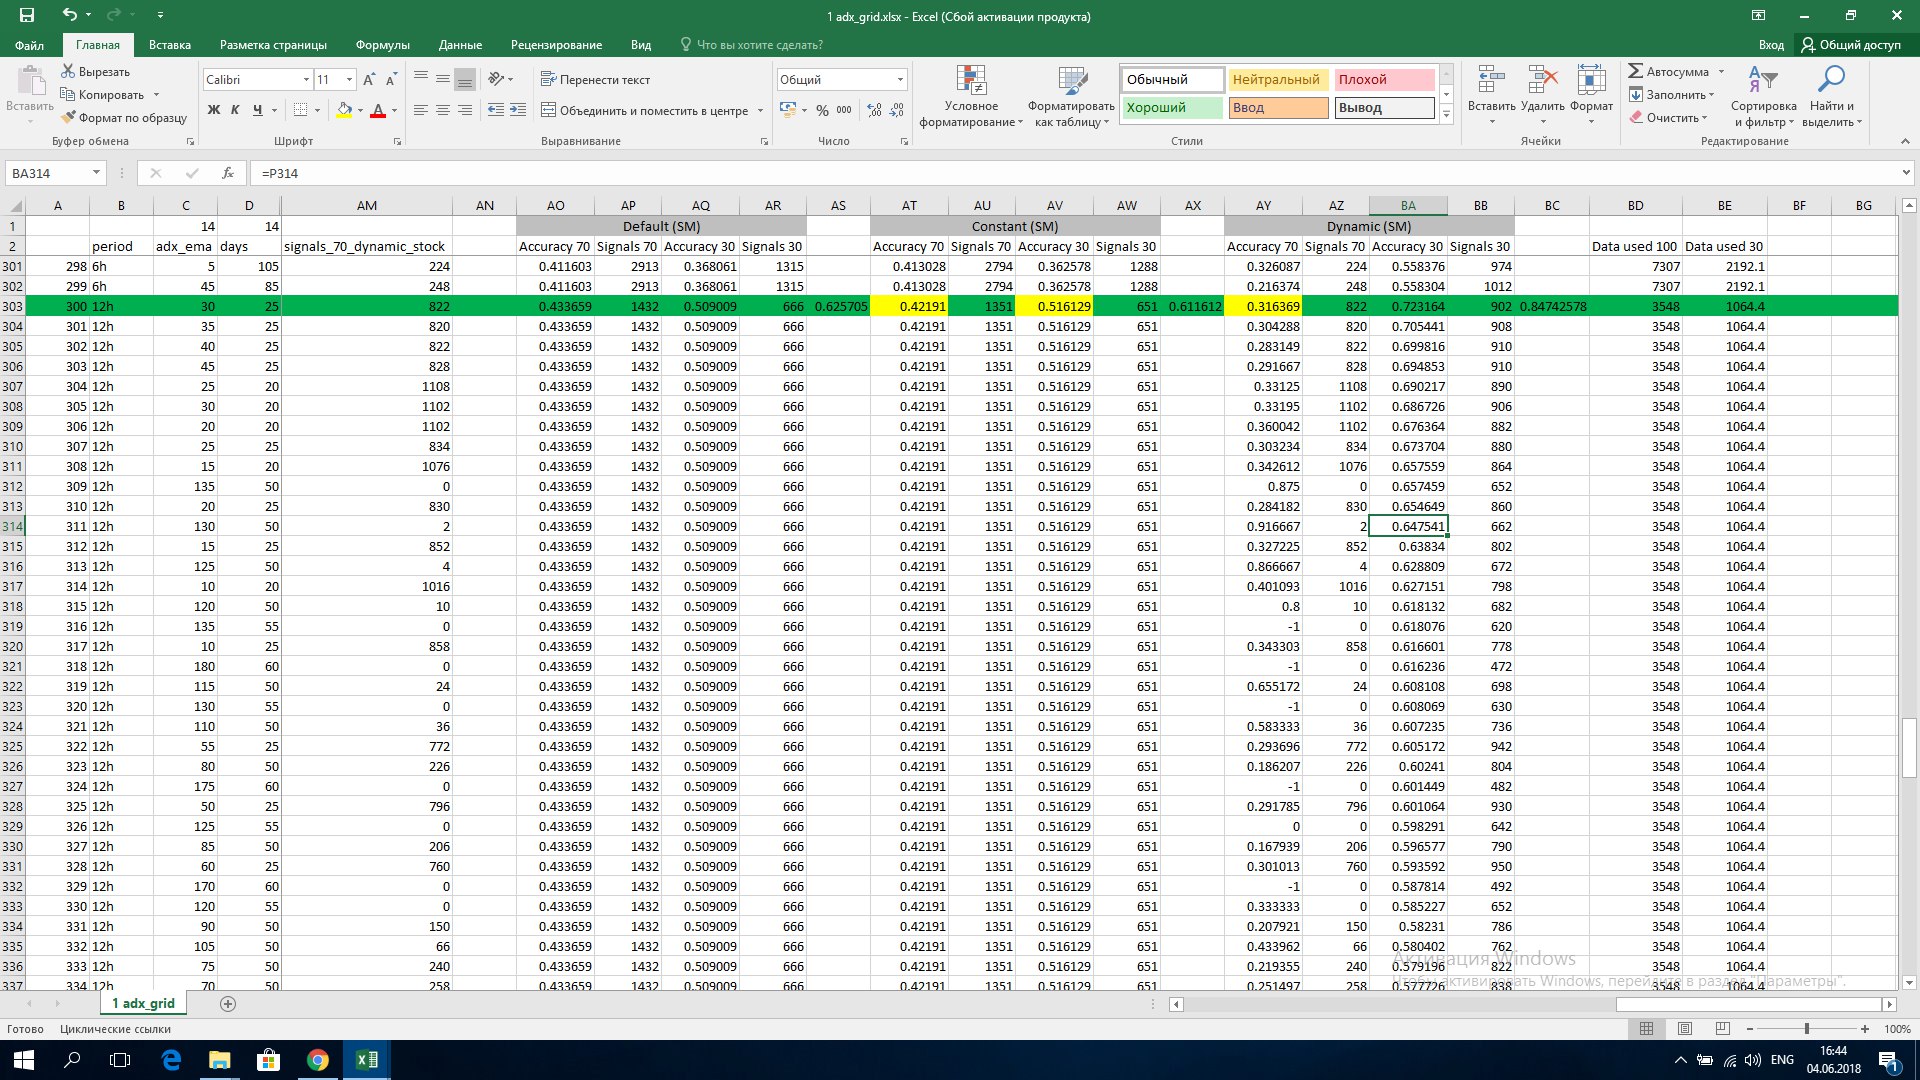 1 adx_grid.xlsx - Excel (Сбой активации продукта)
Файл Главная Вставка Разметка страницы Формулы Данные Рецензирование Вид Что вы хотите сделать? Вход Общий доступ
Вставить Вырезать Копировать Формат по образцу Буфер обмена
Calibri 11 Ж К Ч Шрифт
Перенести текст Объединить и поместить в центре Выравнивание
Общий % 000 Число
Условное форматирование Форматировать как таблицу
Обычный Нейтральный Плохой
Хороший Ввод Вывод
Стили
Вставить Удалить Формат Ячейки
Автосумма Заполнить Очистить Сортировка и фильтр Найти и выделить Редактирование
BA314 fx =P314
A B C D AM AN AO AP AQ AR AS AT AU AV AW AX AY AZ BA BB BC BD BE BF BG
1 14 14 Default (SM) Constant (SM) Dynamic (SM)
2 period adx_ema days signals_70_dynamic_stock Accuracy 70 Signals 70 Accuracy 30 Signals 30 Accuracy 70 Signals 70 Accuracy 30 Signals 30 Accuracy 70 Signals 70 Accuracy 30 Signals 30 Data used 100 Data used 30
301 298 6h 5 105 224 0.411603 2913 0.368061 1315 0.413028 2794 0.362578 1288 0.326087 224 0.558376 974 7307 2192.1
302 299 6h 45 85 248 0.411603 2913 0.368061 1315 0.413028 2794 0.362578 1288 0.216374 248 0.558304 1012 7307 2192.1
303 300 12h 30 25 822 0.433659 1432 0.509009 666 0.625705 0.42191 1351 0.516129 651 0.611612 0.316369 822 0.723164 902 0.84742578 3548 1064.4
304 301 12h 35 25 820 0.433659 1432 0.509009 666 0.42191 1351 0.516129 651 0.304288 820 0.705441 908 3548 1064.4
305 302 12h 40 25 822 0.433659 1432 0.509009 666 0.42191 1351 0.516129 651 0.283149 822 0.699816 910 3548 1064.4
306 303 12h 45 25 828 0.433659 1432 0.509009 666 0.42191 1351 0.516129 651 0.291667 828 0.694853 910 3548 1064.4
307 304 12h 25 20 1108 0.433659 1432 0.509009 666 0.42191 1351 0.516129 651 0.33125 1108 0.690217 890 3548 1064.4
308 305 12h 30 20 1102 0.433659 1432 0.509009 666 0.42191 1351 0.516129 651 0.33195 1102 0.686726 906 3548 1064.4
309 306 12h 20 20 1102 0.433659 1432 0.509009 666 0.42191 1351 0.516129 651 0.360042 1102 0.676364 882 3548 1064.4
310 307 12h 25 25 834 0.433659 1432 0.509009 666 0.42191 1351 0.516129 651 0.303234 834 0.673704 880 3548 1064.4
311 308 12h 15 20 1076 0.433659 1432 0.509009 666 0.42191 1351 0.516129 651 0.342612 1076 0.657559 864 3548 1064.4
312 309 12h 135 50 0 0.433659 1432 0.509009 666 0.42191 1351 0.516129 651 0.875 0 0.657459 652 3548 1064.4
313 310 12h 20 25 830 0.433659 1432 0.509009 666 0.42191 1351 0.516129 651 0.284182 830 0.654649 860 3548 1064.4
314 311 12h 130 50 2 0.433659 1432 0.509009 666 0.42191 1351 0.516129 651 0.916667 2 0.647541 662 3548 1064.4
315 312 12h 15 25 852 0.433659 1432 0.509009 666 0.42191 1351 0.516129 651 0.327225 852 0.63834 802 3548 1064.4
316 313 12h 125 50 4 0.433659 1432 0.509009 666 0.42191 1351 0.516129 651 0.866667 4 0.628809 672 3548 1064.4
317 314 12h 10 20 1016 0.433659 1432 0.509009 666 0.42191 1351 0.516129 651 0.401093 1016 0.627151 798 3548 1064.4
318 315 12h 120 50 10 0.433659 1432 0.509009 666 0.42191 1351 0.516129 651 0.8 10 0.618132 682 3548 1064.4
319 316 12h 135 55 0 0.433659 1432 0.509009 666 0.42191 1351 0.516129 651 -1 0 0.618076 620 3548 1064.4
320 317 12h 10 25 858 0.433659 1432 0.509009 666 0.42191 1351 0.516129 651 0.343303 858 0.616601 778 3548 1064.4
321 318 12h 180 60 0 0.433659 1432 0.509009 666 0.42191 1351 0.516129 651 -1 0 0.616236 472 3548 1064.4
322 319 12h 115 50 24 0.433659 1432 0.509009 666 0.42191 1351 0.516129 651 0.655172 24 0.608108 698 3548 1064.4
323 320 12h 130 55 0 0.433659 1432 0.509009 666 0.42191 1351 0.516129 651 -1 0 0.608069 630 3548 1064.4
324 321 12h 110 50 36 0.433659 1432 0.509009 666 0.42191 1351 0.516129 651 0.583333 36 0.607235 736 3548 1064.4
325 322 12h 55 25 772 0.433659 1432 0.509009 666 0.42191 1351 0.516129 651 0.293696 772 0.605172 942 3548 1064.4
326 323 12h 80 50 226 0.433659 1432 0.509009 666 0.42191 1351 0.516129 651 0.186207 226 0.60241 804 3548 1064.4
327 324 12h 175 60 0 0.433659 1432 0.509009 666 0.42191 1351 0.516129 651 -1 0 0.601449 482 3548 1064.4
328 325 12h 50 25 796 0.433659 1432 0.509009 666 0.42191 1351 0.516129 651 0.291785 796 0.601064 930 3548 1064.4
329 326 12h 125 55 0 0.433659 1432 0.509009 666 0.42191 1351 0.516129 651 0 0 0.598291 642 3548 1064.4
330 327 12h 85 50 206 0.433659 1432 0.509009 666 0.42191 1351 0.516129 651 0.167939 206 0.596577 790 3548 1064.4
331 328 12h 60 25 760 0.433659 1432 0.509009 666 0.42191 1351 0.516129 651 0.301013 760 0.593592 950 3548 1064.4
332 329 12h 170 60 0 0.433659 1432 0.509009 666 0.42191 1351 0.516129 651 -1 0 0.587814 492 3548 1064.4
333 330 12h 120 55 0 0.433659 1432 0.509009 666 0.42191 1351 0.516129 651 0.333333 0 0.585227 652 3548 1064.4
334 331 12h 90 50 150 0.433659 1432 0.509009 666 0.42191 1351 0.516129 651 0.207921 150 0.58231 786 3548 1064.4
335 332 12h 105 50 66 0.433659 1432 0.509009 666 0.42191 1351 0.516129 651 0.433962 66 0.580402 762 3548 1064.4
336 333 12h 75 50 240 0.433659 1432 0.509009 666 0.42191 1351 0.516129 651 0.219355 240 0.579196 822 3548 1064.4
337 334 12h 70 50 258 0.433659 1432 0.509009 666 0.42191 1351 0.516129 651 0.251497 258 0.577726 838 3548 1064.4
Активация Windows
Чтобы активировать Windows, перейдите в раздел "Параметры".
1 adx_grid
Готово Циклические ссылки 100%
ENG 16:44
04.06.2018 1